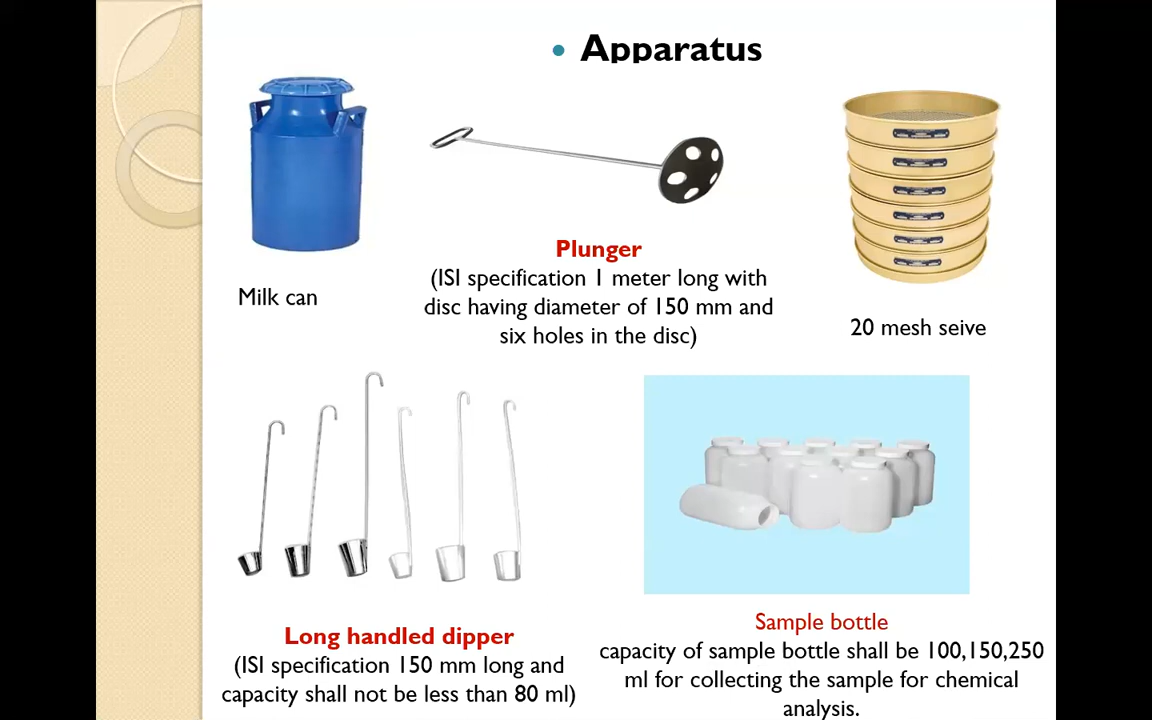 • Apparatus
Milk can
Plunger
(ISI specification 1 meter long with
disc having diameter of 150 mm and
six holes in the disc)
20 mesh seive
Long handled dipper
(ISI specification 150 mm long and
capacity shall not be less than 80 ml)
Sample bottle
capacity of sample bottle shall be 100,150,250
ml for collecting the sample for chemical
analysis.